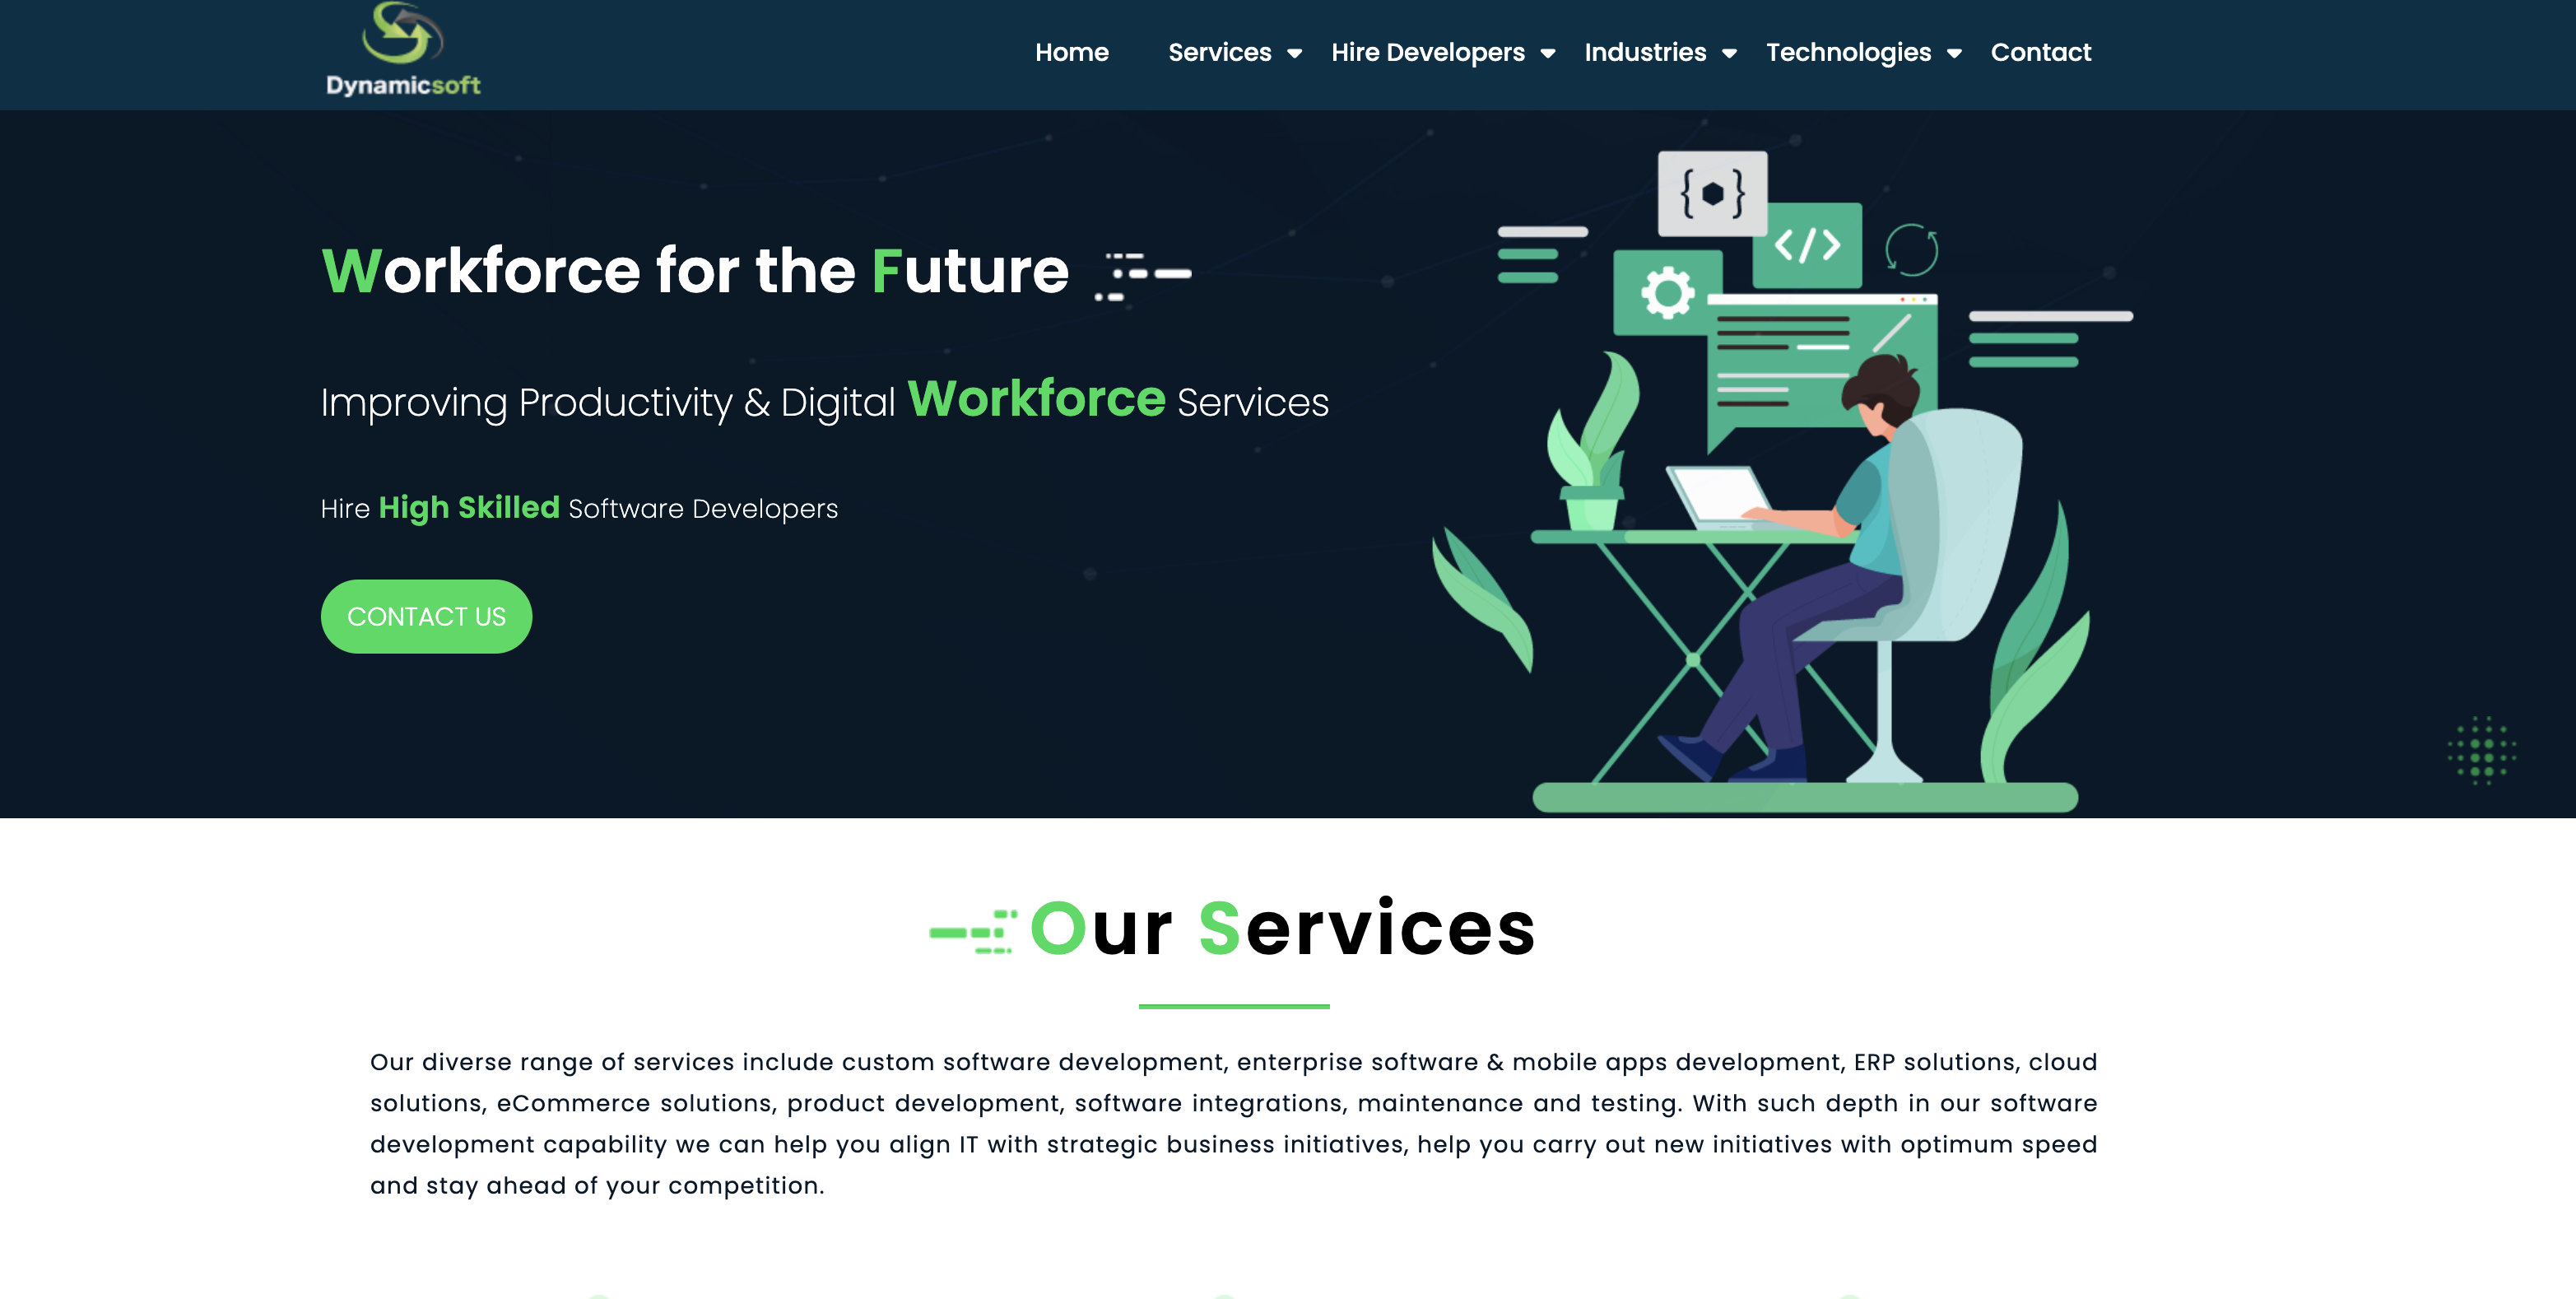 Dynamicsoft
Home Services Hire Developers Industries Technologies Contact
Workforce for the Future
Improving Productivity & Digital Workforce Services
Hire High Skilled Software Developers
CONTACT US
Our Services
Our diverse range of services include custom software development, enterprise software & mobile apps development, ERP solutions, cloud
solutions, eCommerce solutions, product development, software integrations, maintenance and testing. With such depth in our software
development capability we can help you align IT with strategic business initiatives, help you carry out new initiatives with optimum speed
and stay ahead of your competition.